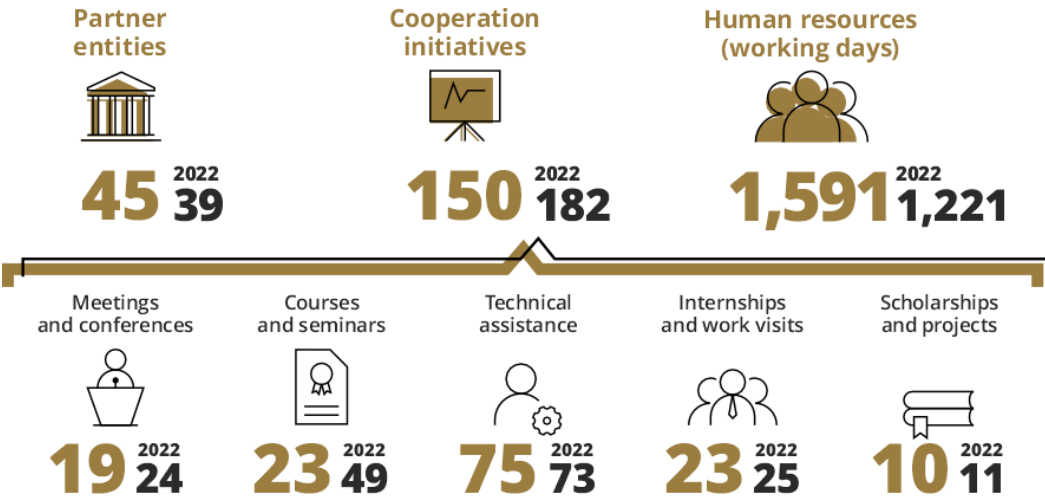 Partner
entities
Cooperation
initiatives
Human resources
(working days)
45 2022
39
150 2022
182
1,591 2022
1,221
Meetings
and conferences
Courses
and seminars
Technical
assistance
Internships
and work visits
Scholarships
and projects
19 2022
24
23 2022
49
75 2022
73
23 2022
25
10 2022
11